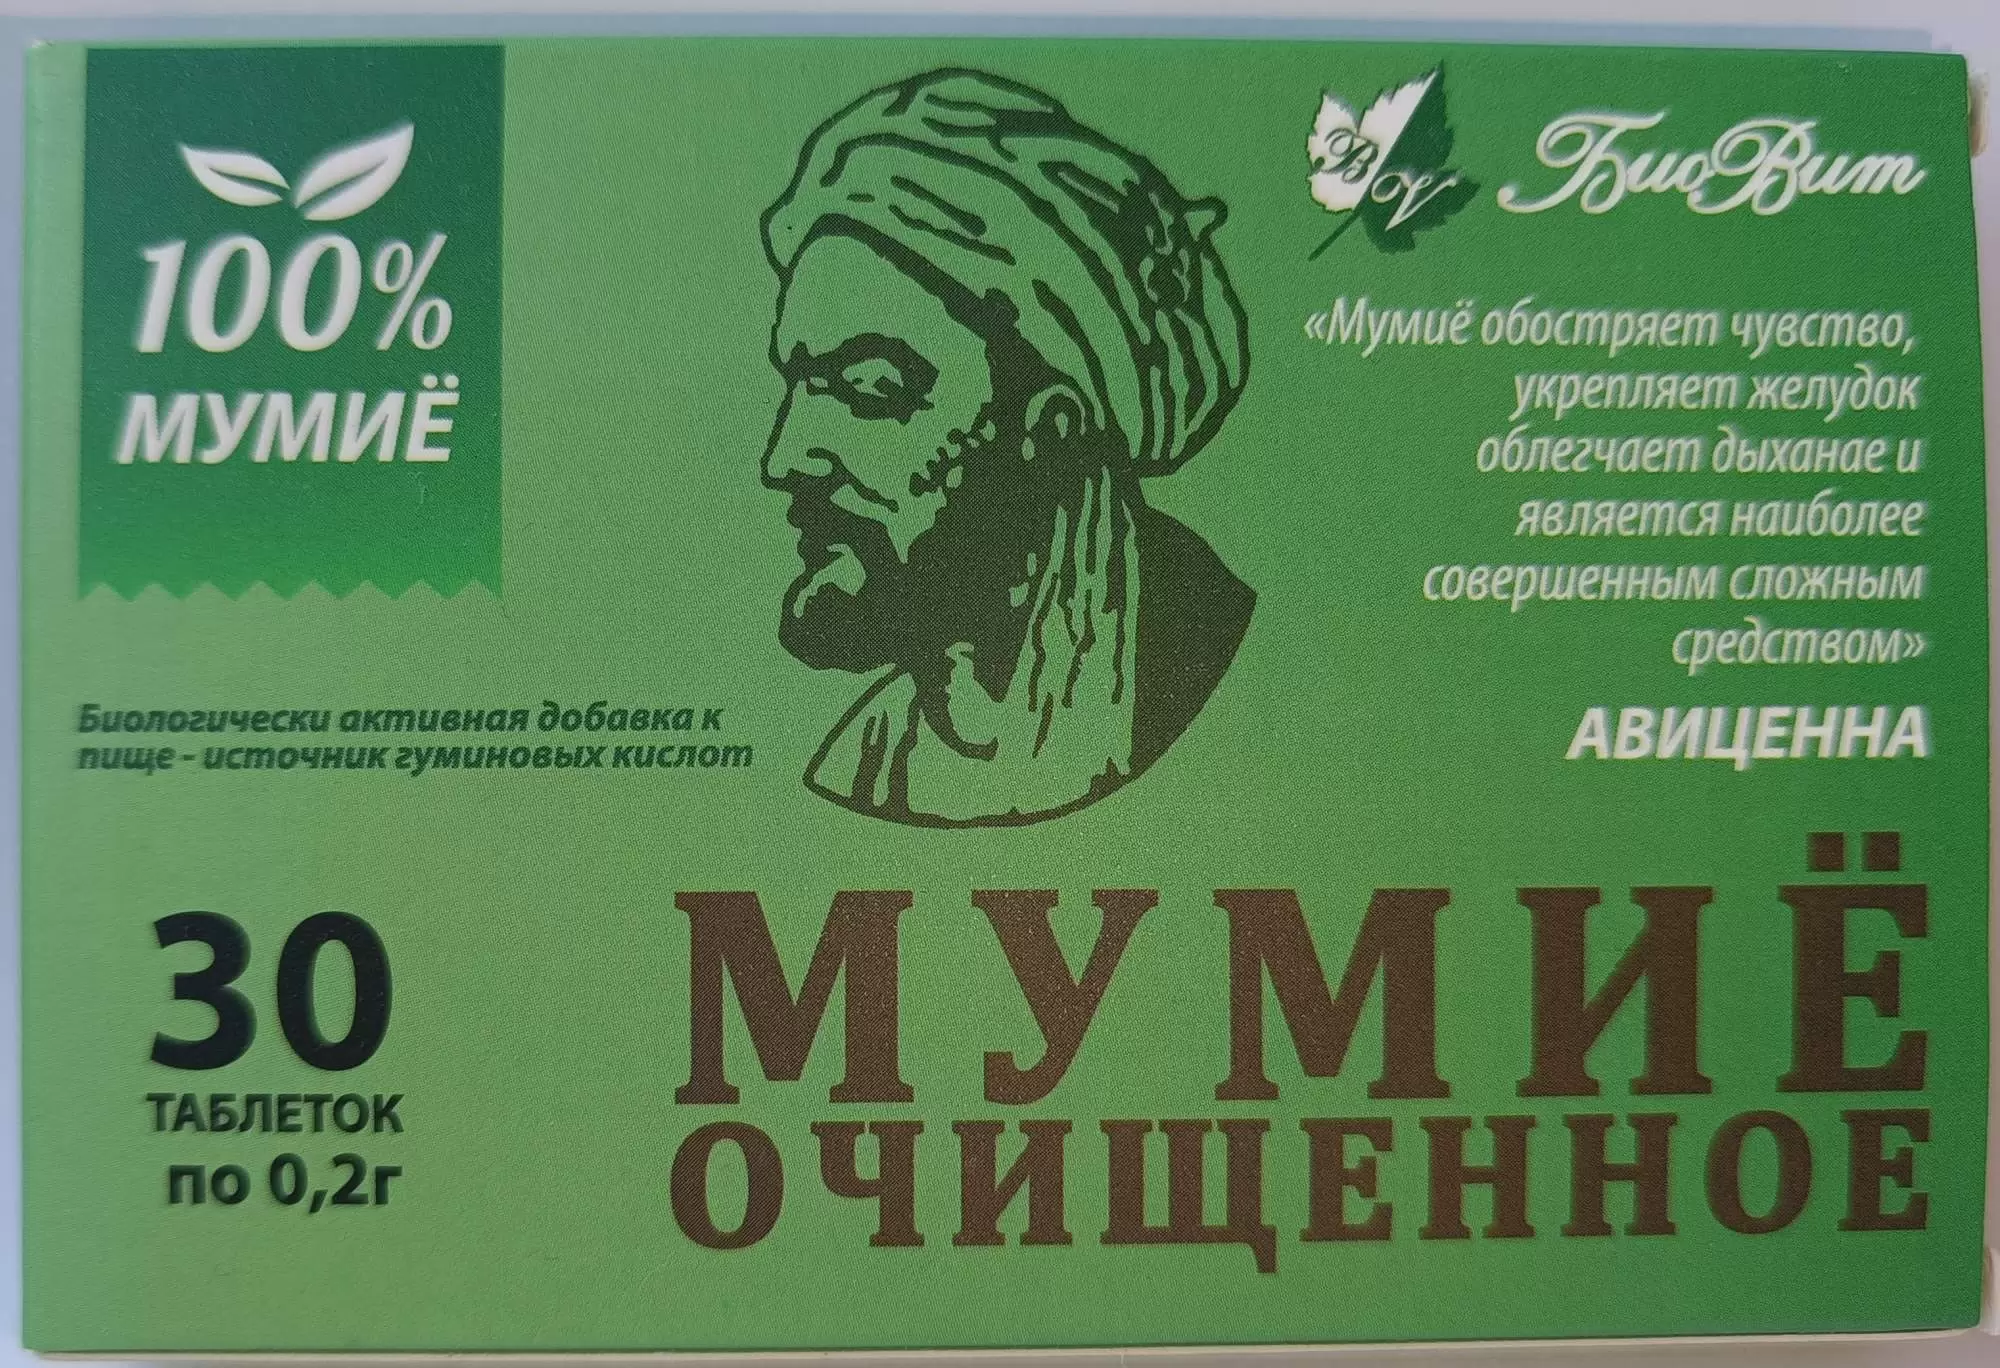 100%
МУМИЁ
BV
БиоВит
«Мумиё обостряет чувство,
укрепляет желудок
облегчает дыханае и
является наиболее
совершенным сложным
средством»
АВИЦЕННА
Биологически активная добавка к
пище - источник гуминовых кислот
30
ТАБЛЕТОК
по 0,2г
МУМИЁ
ОЧИЩЕННОЕ